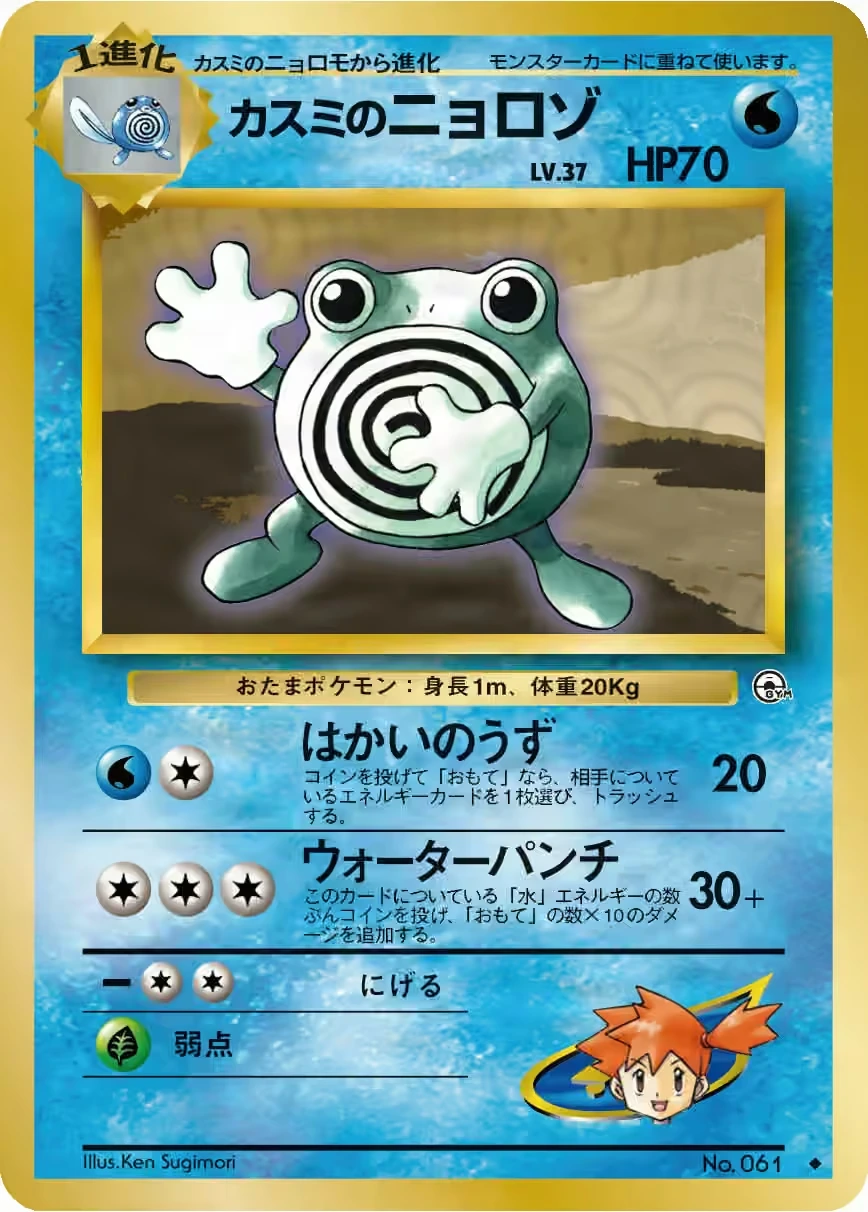 1進化
カスミのニョロモから進化
モンスターカードに重ねて使います。
カスミのニョロゾ
LV.37 HP70
おたまポケモン：身長1m、体重20Kg
GYM
はかいのうず
コインを投げて「おもて」なら、相手について
いるエネルギーカードを1枚選び、トラッシュ
する。
20
ウォーターパンチ
このカードについている「水」エネルギーの数
ぶんコインを投げ、「おもて」の数×10のダメ
ージを追加する。
30+
にげる
弱点
Illus.Ken Sugimori
No. 061